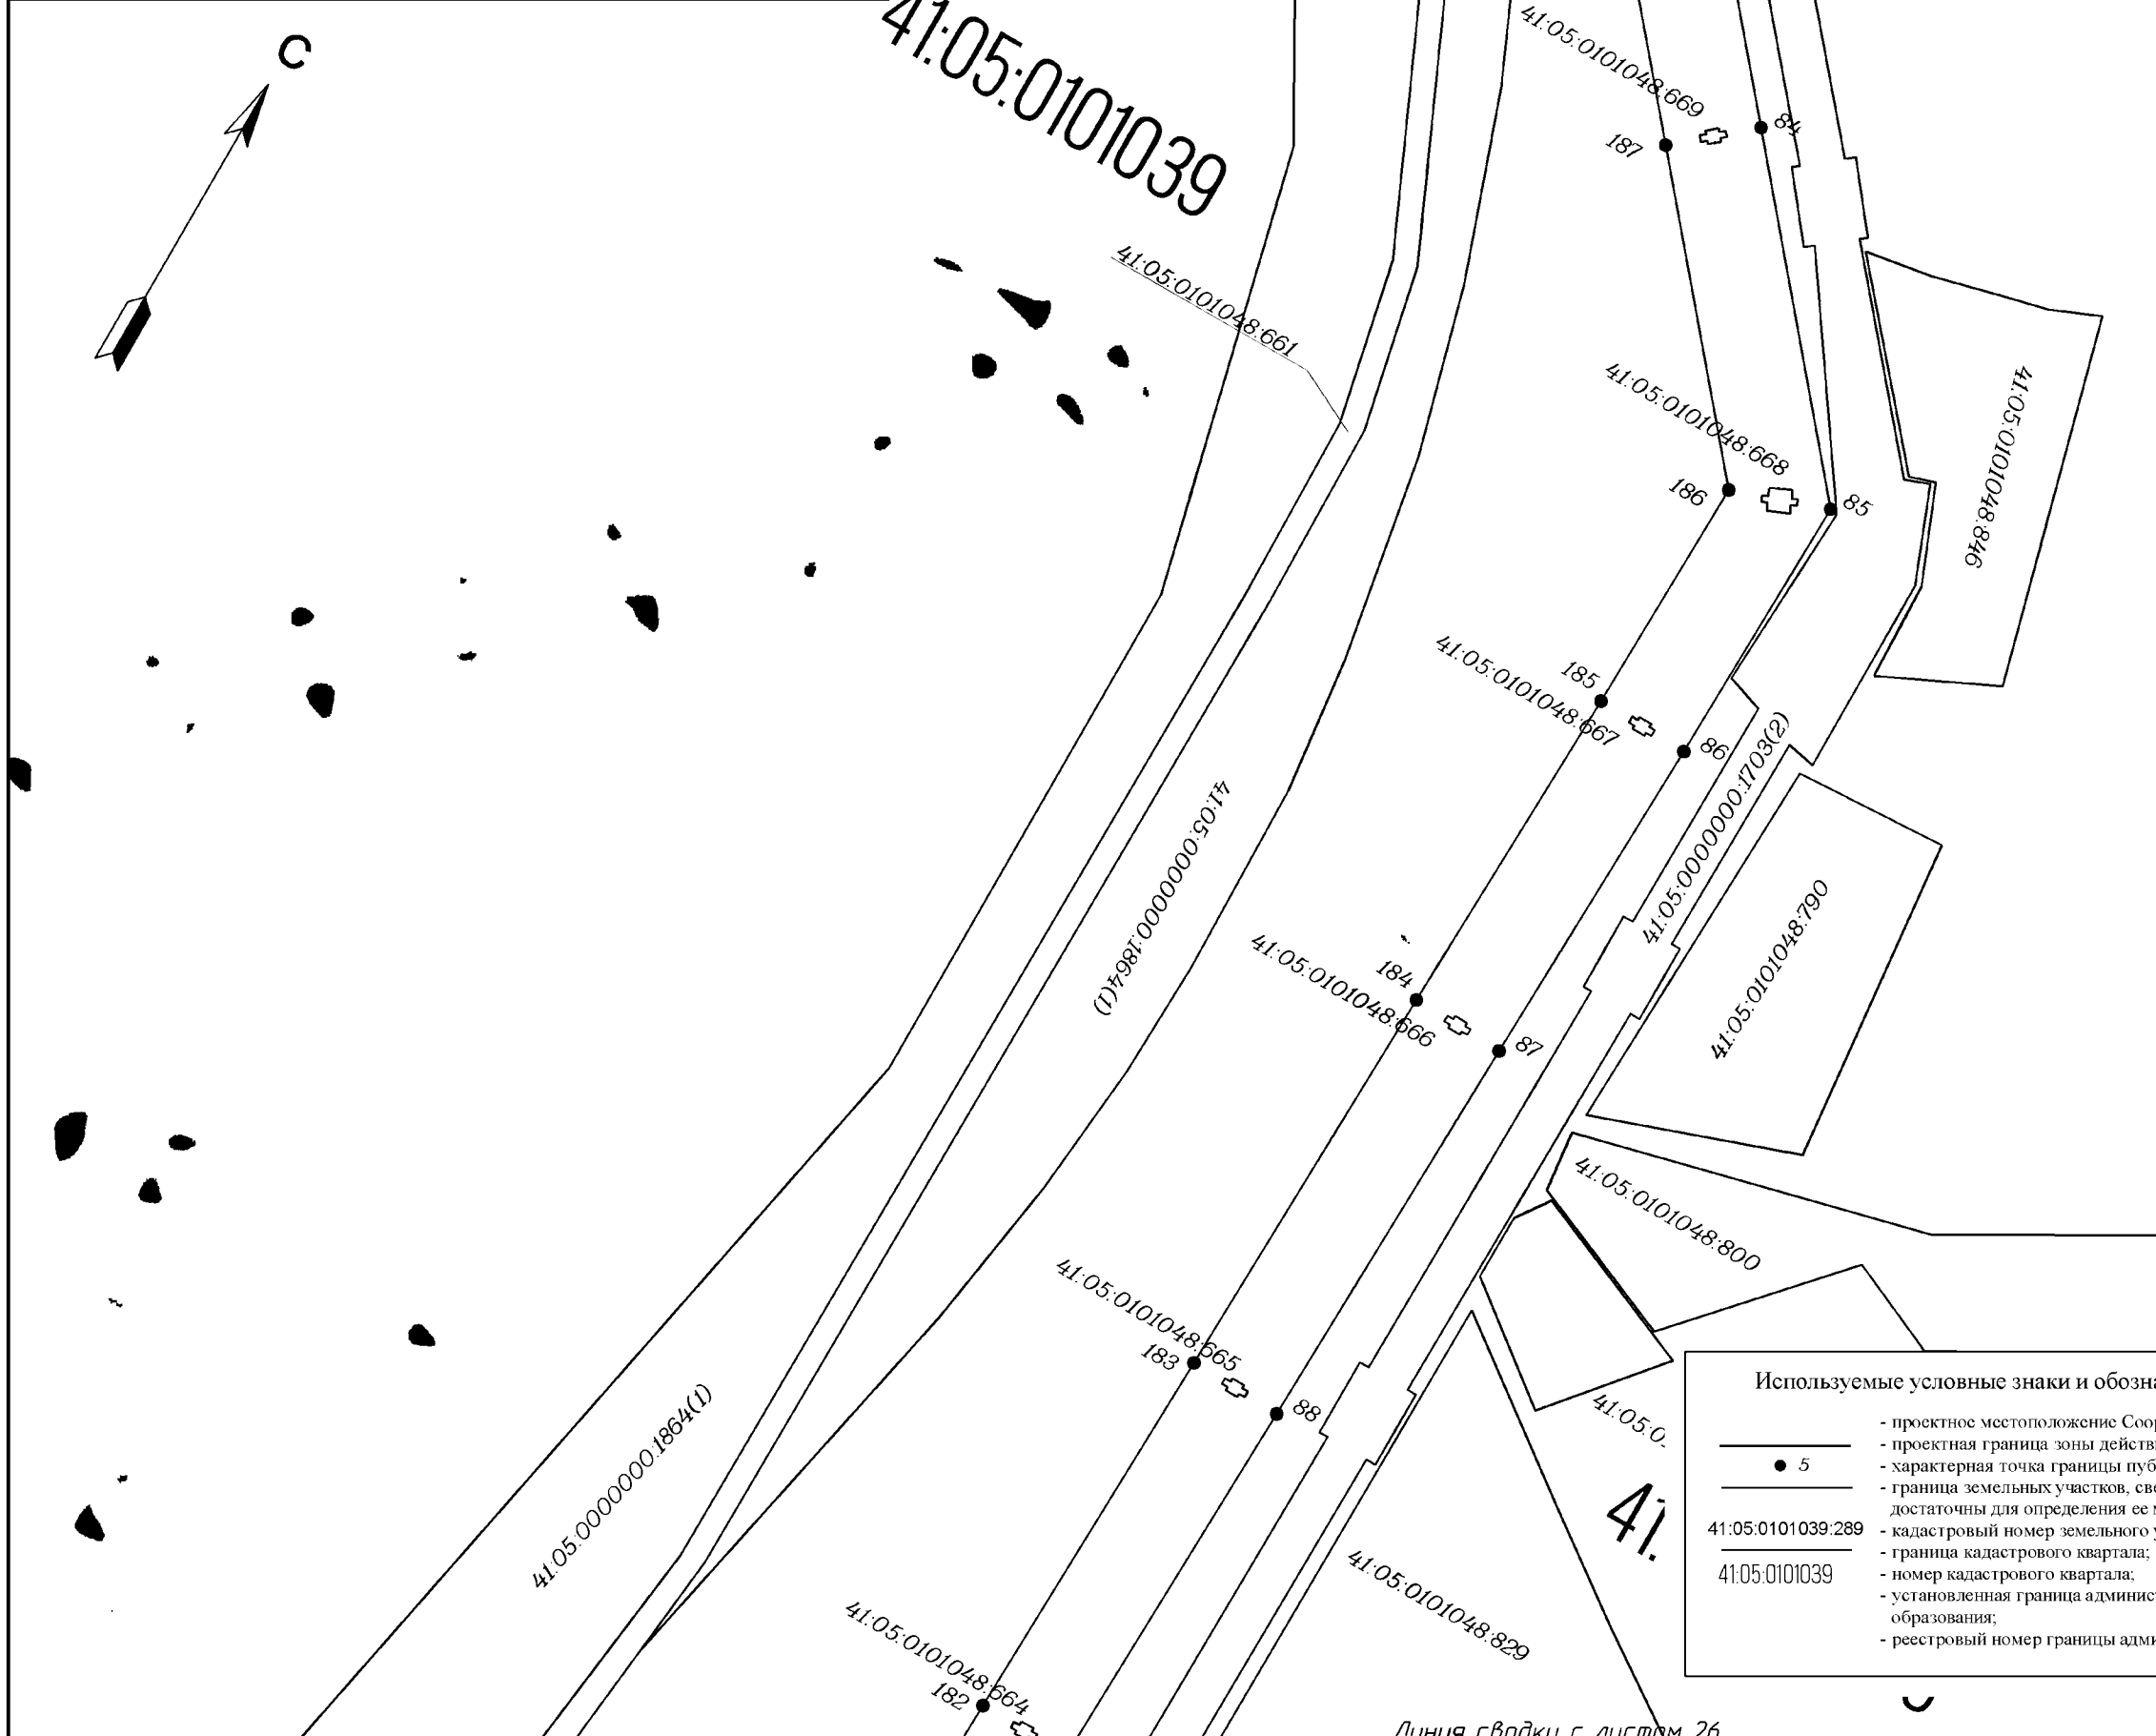 С
41:05:0101039
41:05:0101048:669
84
187
41:05:0101048:661
41:05:0101048:668
186
85
41:05:0101048:846
185
41:05:0101048:667
86
41:05:0000000:1703(2)
41:05:0000000:1864(1)
41:05:0101048:790
184
41:05:0101048:666
87
41:05:0101048:800
41:05:0101048:665
183
88
41:05:0000000:1864(1)
41:05:0
41:
41:05:0101048:829
41:05:0101048:664
182
Используемые условные знаки и обозна
- проектное местоположение Соор
- проектная граница зоны действ
5 - характерная точка границы пуб
- граница земельных участков, све
достаточны для определения ее м
41:05:0101039:289 - кадастровый номер земельного у
- граница кадастрового квартала;
41:05:0101039 - номер кадастрового квартала;
- установленная граница админист
образования;
- реестровый номер границы адми
Линия сводки с листом 26